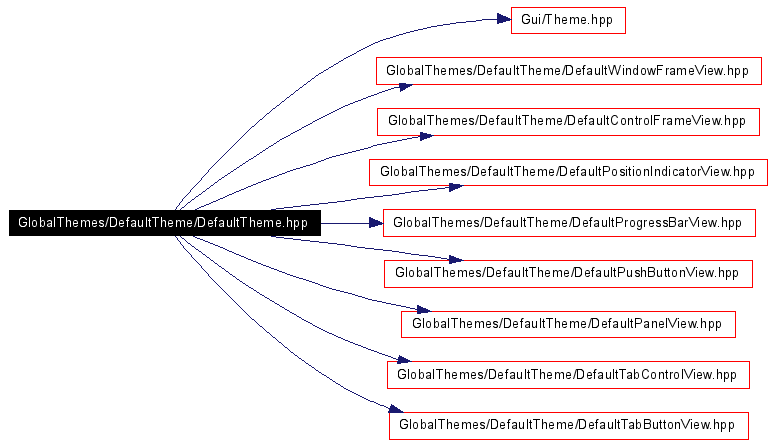 Gui/Theme.hpp
GlobalThemes/DefaultTheme/DefaultWindowFrameView.hpp
GlobalThemes/DefaultTheme/DefaultControlFrameView.hpp
GlobalThemes/DefaultTheme/DefaultPositionIndicatorView.hpp
GlobalThemes/DefaultTheme/DefaultTheme.hpp
GlobalThemes/DefaultTheme/DefaultProgressBarView.hpp
GlobalThemes/DefaultTheme/DefaultPushButtonView.hpp
GlobalThemes/DefaultTheme/DefaultPanelView.hpp
GlobalThemes/DefaultTheme/DefaultTabControlView.hpp
GlobalThemes/DefaultTheme/DefaultTabButtonView.hpp